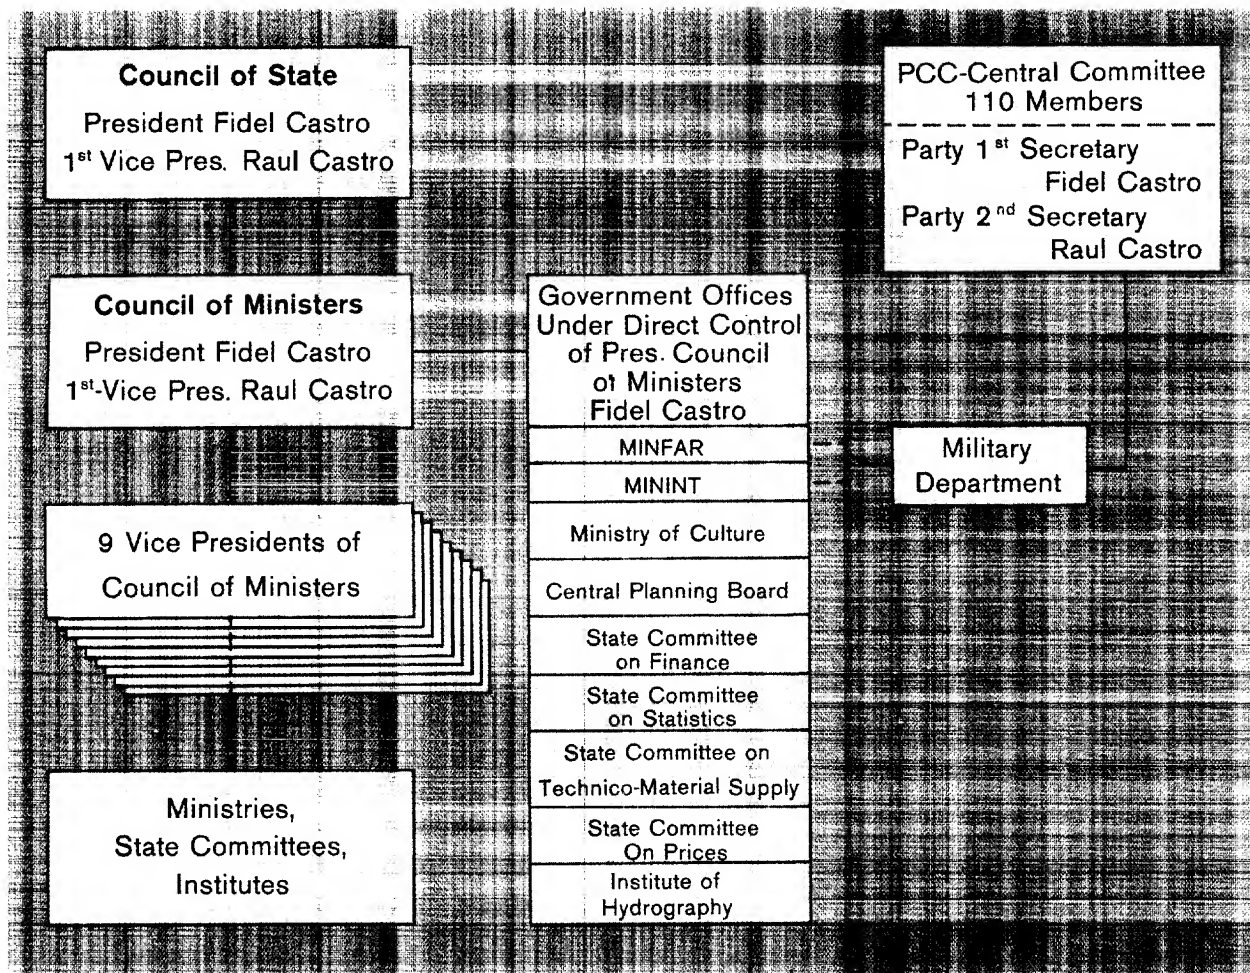 Council of State
President Fidel Castro
1st Vice Pres. Raul Castro
PCC-Central Committee
110 Members
Party 1st Secretary
Fidel Castro
Party 2nd Secretary
Raul Castro
Council of Ministers
President Fidel Castro
1st-Vice Pres. Raul Castro
Government Offices
Under Direct Control
of Pres. Council
of Ministers
Fidel Castro
MINFAR
MININT
Ministry of Culture
Central Planning Board
State Committee
on Finance
State Committee
on Statistics
State Committee on
Technico-Material Supply
State Committee
On Prices
Institute of
Hydrography
Military
Department
9 Vice Presidents of
Council of Ministers
Ministries,
State Committees,
Institutes